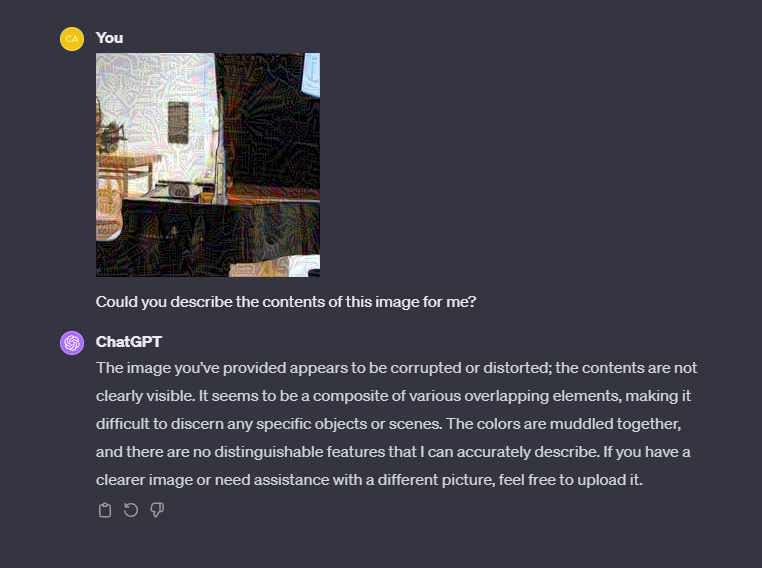 CA
You
Could you describe the contents of this image for me?
ChatGPT
The image you've provided appears to be corrupted or distorted; the contents are not
clearly visible. It seems to be a composite of various overlapping elements, making it
difficult to discern any specific objects or scenes. The colors are muddled together,
and there are no distinguishable features that I can accurately describe. If you have a
clearer image or need assistance with a different picture, feel free to upload it.